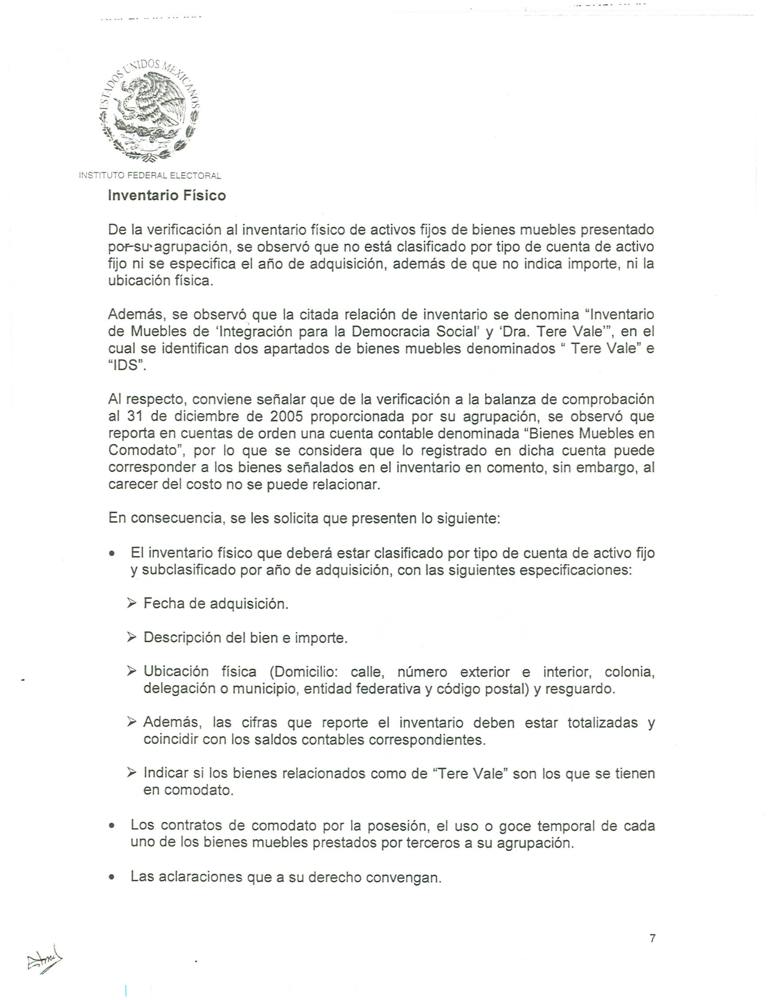 ESTADOS UNIDOS MEXICANOS
INSTITUTO FEDERAL ELECTORAL
Inventario Físico
De la verificación al inventario físico de activos fijos de bienes muebles presentado
por su agrupación, se observó que no está clasificado por tipo de cuenta de activo
fijo ni se especifica el año de adquisición, además de que no indica importe, ni la
ubicación física.
Además, se observó que la citada relación de inventario se denomina “Inventario
de Muebles de ‘Integración para la Democracia Social’ y ‘Dra. Tere Vale’”, en el
cual se identifican dos apartados de bienes muebles denominados “ Tere Vale” e
“IDS”.
Al respecto, conviene señalar que de la verificación a la balanza de comprobación
al 31 de diciembre de 2005 proporcionada por su agrupación, se observó que
reporta en cuentas de orden una cuenta contable denominada “Bienes Muebles en
Comodato”, por lo que se considera que lo registrado en dicha cuenta puede
corresponder a los bienes señalados en el inventario en comento, sin embargo, al
carecer del costo no se puede relacionar.
En consecuencia, se les solicita que presenten lo siguiente:
• El inventario físico que deberá estar clasificado por tipo de cuenta de activo fijo
y subclasificado por año de adquisición, con las siguientes especificaciones:
➢ Fecha de adquisición.
➢ Descripción del bien e importe.
➢ Ubicación física (Domicilio: calle, número exterior e interior, colonia,
delegación o municipio, entidad federativa y código postal) y resguardo.
➢ Además, las cifras que reporte el inventario deben estar totalizadas y
coincidir con los saldos contables correspondientes.
➢ Indicar si los bienes relacionados como de “Tere Vale” son los que se tienen
en comodato.
• Los contratos de comodato por la posesión, el uso o goce temporal de cada
uno de los bienes muebles prestados por terceros a su agrupación.
• Las aclaraciones que a su derecho convengan.
7